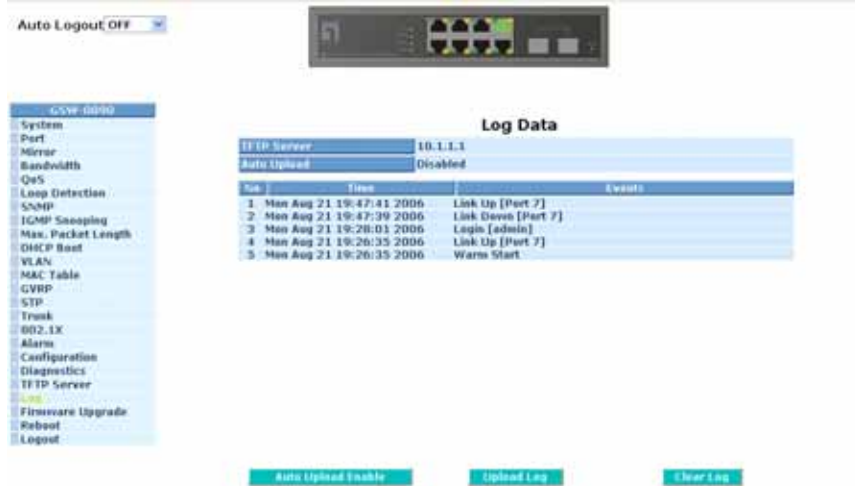 Auto Logout OFF
GSW-0090
System
Port
Mirror
Bandwidth
QoS
Loop Detection
SNMP
IGMP Snooping
Max. Packet Length
DHCP Boot
VLAN
MAC Table
GVRP
STP
Trunk
802.1X
Alarm
Configuration
Diagnostics
TFTP Server
Log
Firmware Upgrade
Reboot
Logout
Log Data
TFTP Server 10.1.1.1
Auto Upload Disabled
No Time Events
1 Mon Aug 21 19:47:41 2006 Link Up [Port 7]
2 Mon Aug 21 19:47:39 2006 Link Down [Port 7]
3 Mon Aug 21 19:28:01 2006 Login [admin]
4 Mon Aug 21 19:26:35 2006 Link Up [Port 7]
5 Mon Aug 21 19:26:35 2006 Warm Start
Auto Upload Enable Upload Log Clear Log